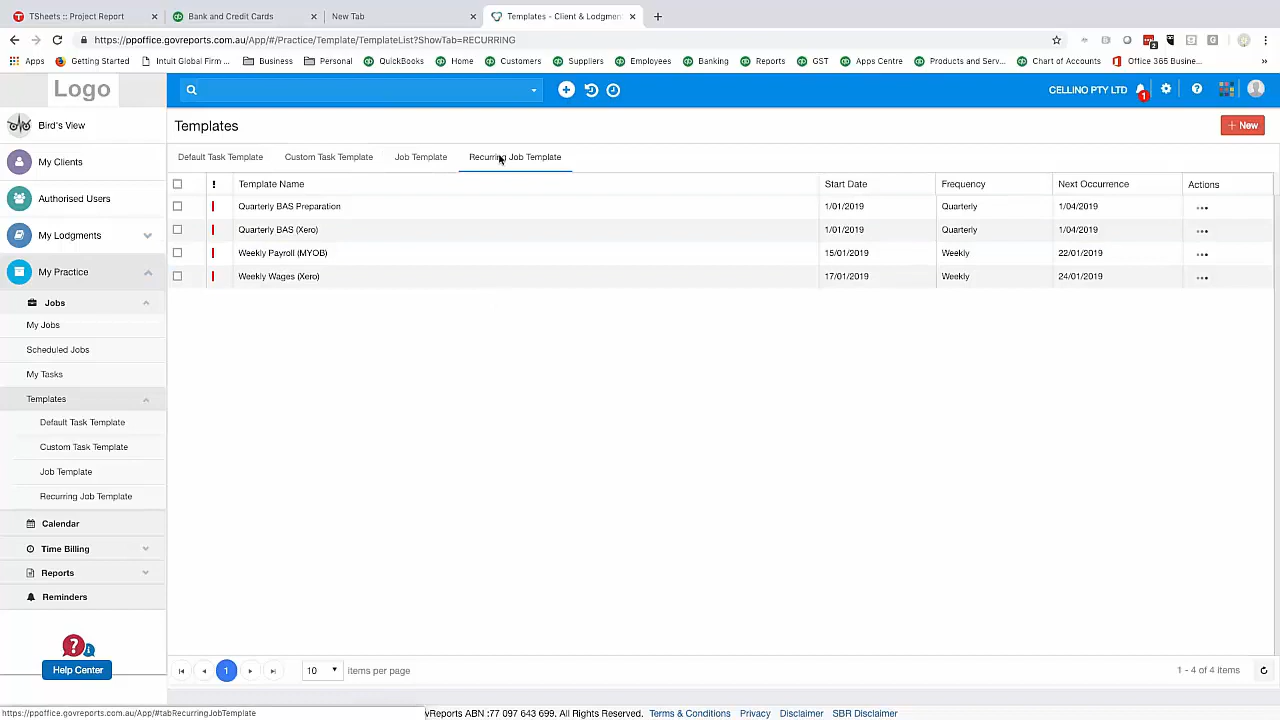 TSheets :: Project Report
Bank and Credit Cards
New Tab
Templates - Client & Lodgmen
https://ppoffice.govreports.com.au/App/#/Practice/Template/TemplateList?ShowTab=RECURRING
Apps
Getting Started
Intuit Global Firm ...
Business
Personal
QuickBooks
Home
Customers
Suppliers
Employees
Banking
Reports
GST
Apps Centre
Products and Serv...
Chart of Accounts
Office 365 Busine...
Logo
CELLINO PTY LTD
1
Bird's View
My Clients
Authorised Users
My Lodgments
My Practice
Jobs
My Jobs
Scheduled Jobs
My Tasks
Templates
Default Task Template
Custom Task Template
Job Template
Recurring Job Template
Calendar
Time Billing
Reports
Reminders
Help Center
Templates
+ New
Default Task Template Custom Task Template Job Template Recurring Job Template
! Template Name Start Date Frequency Next Occurrence Actions
Quarterly BAS Preparation 1/01/2019 Quarterly 1/04/2019 ...
Quarterly BAS (Xero) 1/01/2019 Quarterly 1/04/2019 ...
Weekly Payroll (MYOB) 15/01/2019 Weekly 22/01/2019 ...
Weekly Wages (Xero) 17/01/2019 Weekly 24/01/2019 ...
1 10 items per page 1 - 4 of 4 items
https://ppoffice.govreports.com.au/App/#tabRecurringJobTemplate
vReports ABN :77 097 643 699. All Rights Reserved. Terms & Conditions Privacy Disclaimer SBR Disclaimer